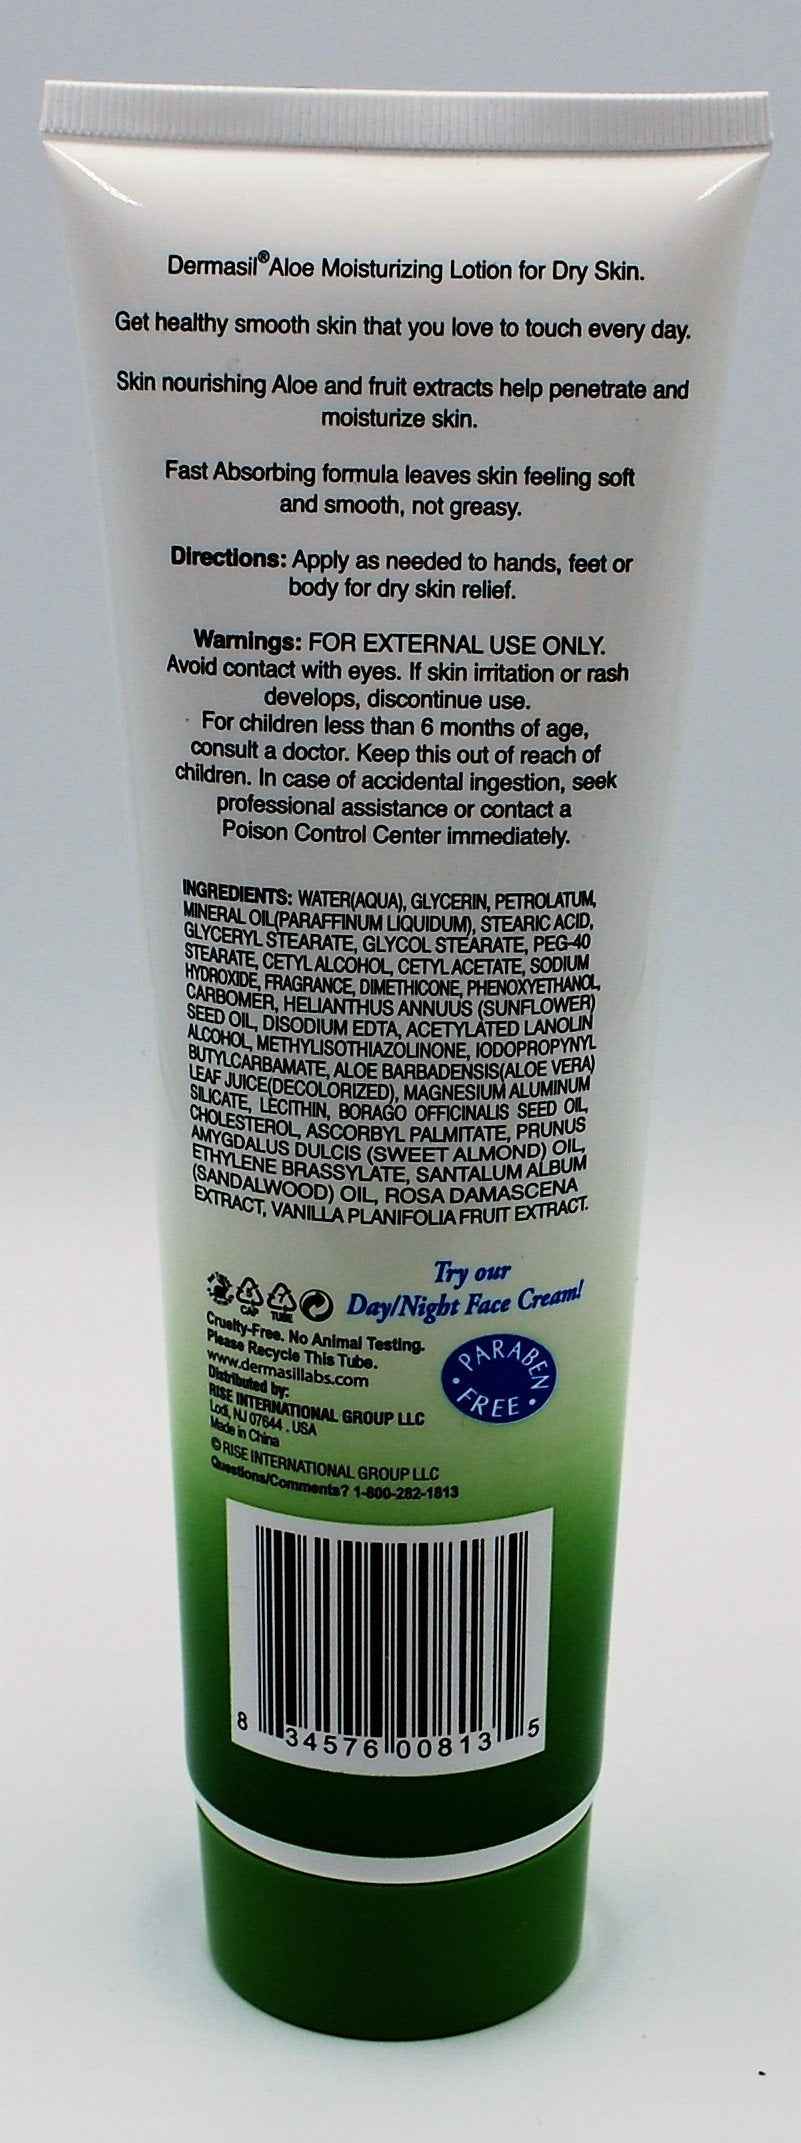 Dermasil® Aloe Moisturizing Lotion for Dry Skin.
Get healthy smooth skin that you love to touch every day.
Skin nourishing Aloe and fruit extracts help penetrate and
moisturize skin.
Fast Absorbing formula leaves skin feeling soft
and smooth, not greasy.
Directions: Apply as needed to hands, feet or
body for dry skin relief.
Warnings: FOR EXTERNAL USE ONLY.
Avoid contact with eyes. If skin irritation or rash
develops, discontinue use.
For children less than 6 months of age,
consult a doctor. Keep this out of reach of
children. In case of accidental ingestion, seek
professional assistance or contact a
Poison Control Center immediately.
INGREDIENTS: WATER(AQUA), GLYCERIN, PETROLATUM,
MINERAL OIL(PARAFFINUM LIQUIDUM), STEARIC ACID,
GLYCERYL STEARATE, GLYCOL STEARATE, PEG-40
STEARATE, CETYL ALCOHOL, CETYL ACETATE, SODIUM
HYDROXIDE, FRAGRANCE, DIMETHICONE, PHENOXYETHANOL,
CARBOMER, HELIANTHUS ANNUUS (SUNFLOWER)
SEED OIL, DISODIUM EDTA, ACETYLATED LANOLIN
ALCOHOL, METHYLISOTHIAZOLINONE, IODOPROPYNYL
BUTYLCARBAMATE, ALOE BARBADENSIS(ALOE VERA)
LEAF JUICE(DECOLORIZED), MAGNESIUM ALUMINUM
SILICATE, LECITHIN, BORAGO OFFICINALIS SEED OIL,
CHOLESTEROL, ASCORBYL PALMITATE, PRUNUS
AMYGDALUS DULCIS (SWEET ALMOND) OIL,
ETHYLENE BRASSYLATE, SANTALUM ALBUM
(SANDALWOOD) OIL, ROSA DAMASCENA
EXTRACT, VANILLA PLANIFOLIA FRUIT EXTRACT.
Try our
Day/Night Face Cream!
5 7
CAP TUBE
Cruelty-Free. No Animal Testing.
Please Recycle This Tube.
www.dermasillabs.com
Distributed by:
RISE INTERNATIONAL GROUP LLC
Lodi, NJ 07644 . USA
Made in China
© RISE INTERNATIONAL GROUP LLC
Questions/Comments? 1-800-282-1813
PARABEN
• FREE •
8 34576 00813 5